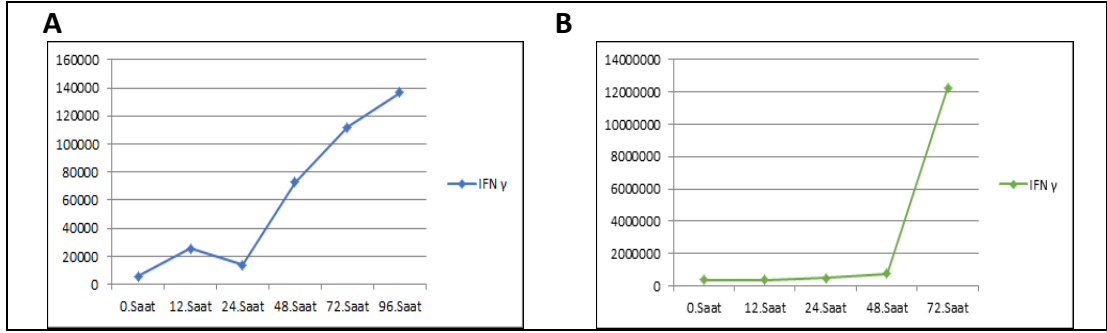 A
160000
140000
120000
100000
80000
60000
40000
20000
0
0.Saat 12.Saat 24.Saat 48.Saat 72.Saat 96.Saat
IFN γ
B
14000000
12000000
10000000
8000000
6000000
4000000
2000000
0
0.Saat 12.Saat 24.Saat 48.Saat 72.Saat
IFN γ